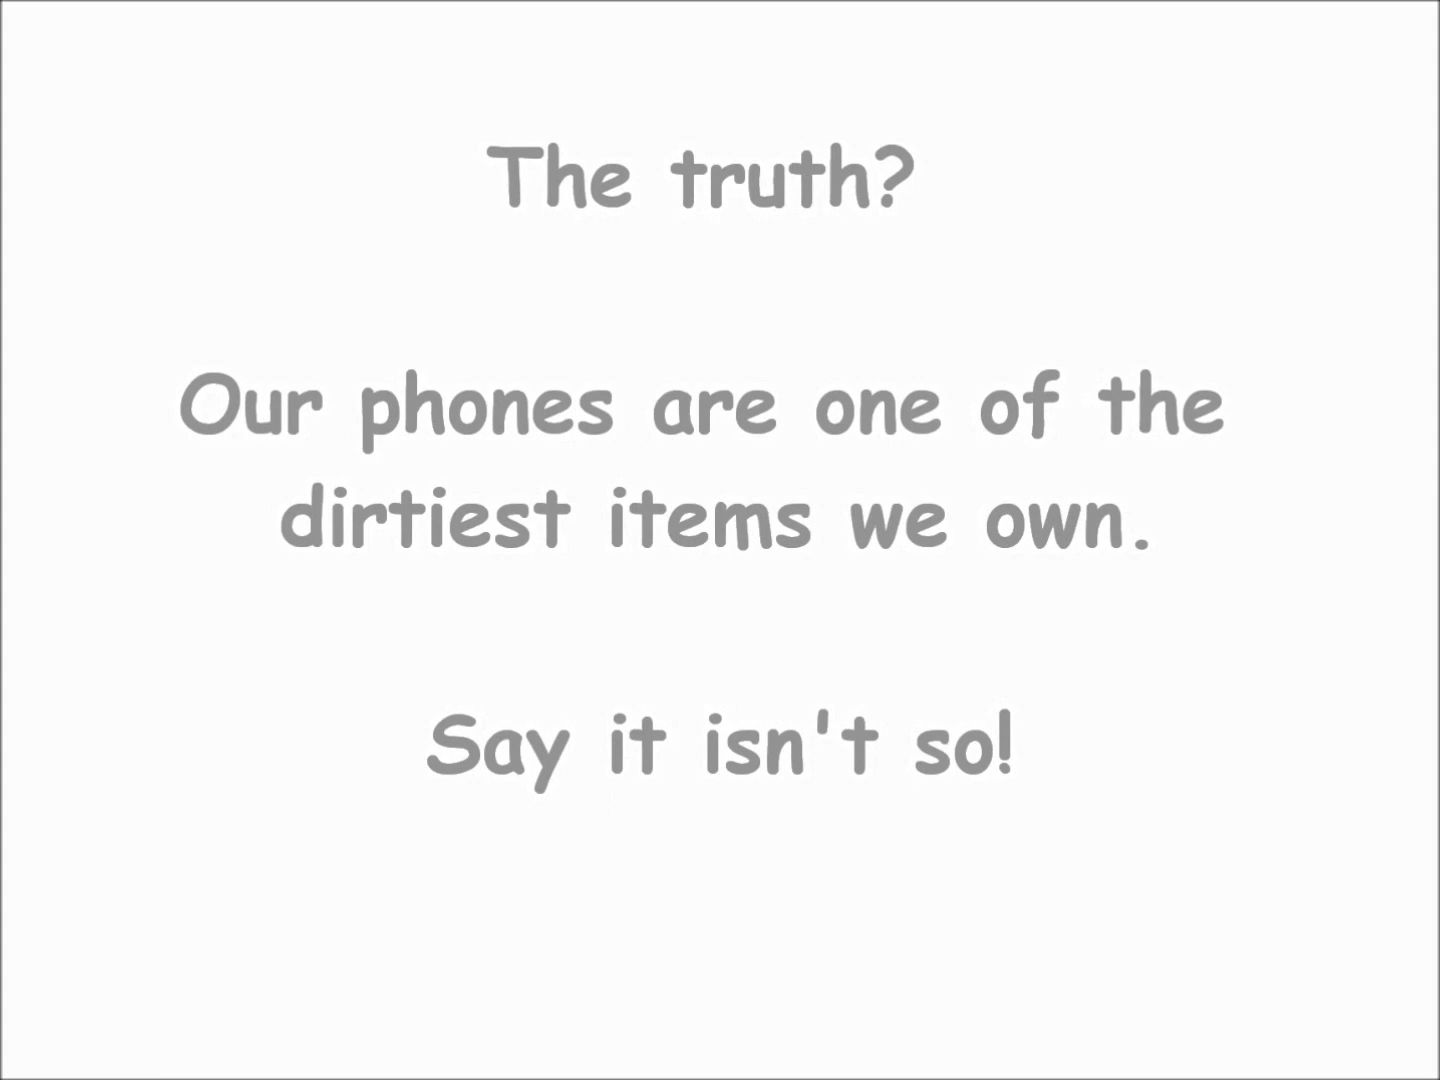 The truth?
Our phones are one of the
dirtiest items we own.
Say it isn't so!